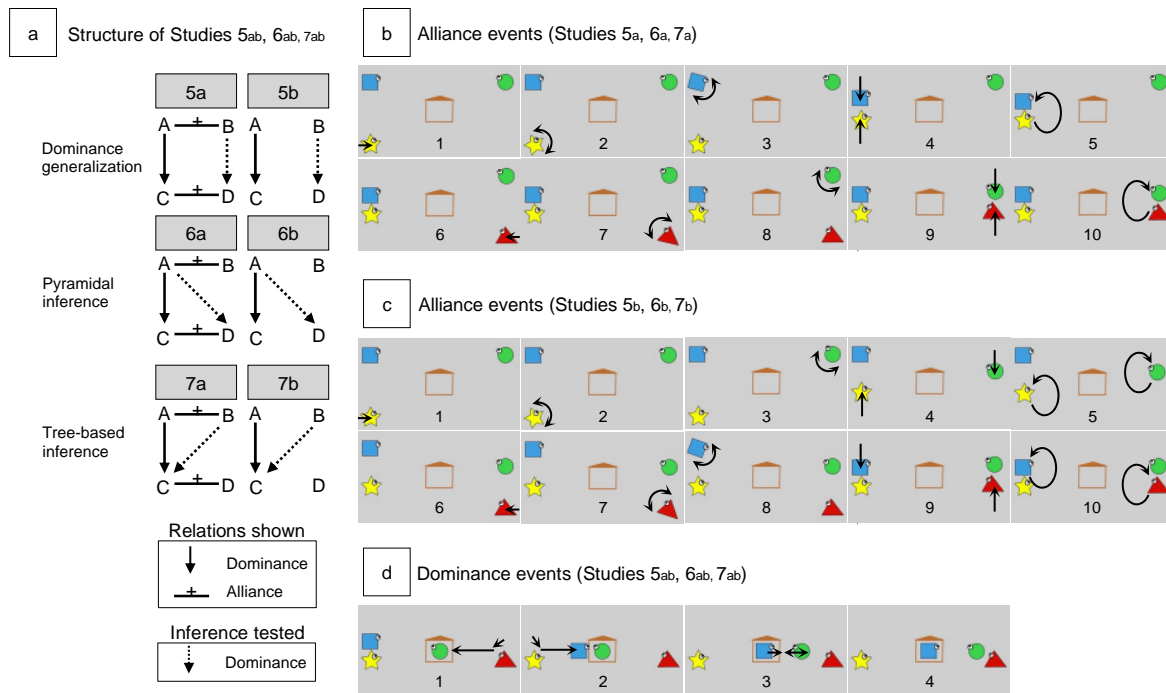 a Structure of Studies 5ab, 6ab, 7ab
5a 5b
Dominance
generalization
A + B A B
C + D C D
6a 6b
Pyramidal
inference
A + B A B
C + D C D
7a 7b
Tree-based
inference
A + B A B
C + D C D
Relations shown
Dominance
+ Alliance
Inference tested
Dominance
b Alliance events (Studies 5a, 6a, 7a)
1 2 3 4 5
6 7 8 9 10
c Alliance events (Studies 5b, 6b, 7b)
1 2 3 4 5
6 7 8 9 10
d Dominance events (Studies 5ab, 6ab, 7ab)
1 2 3 4